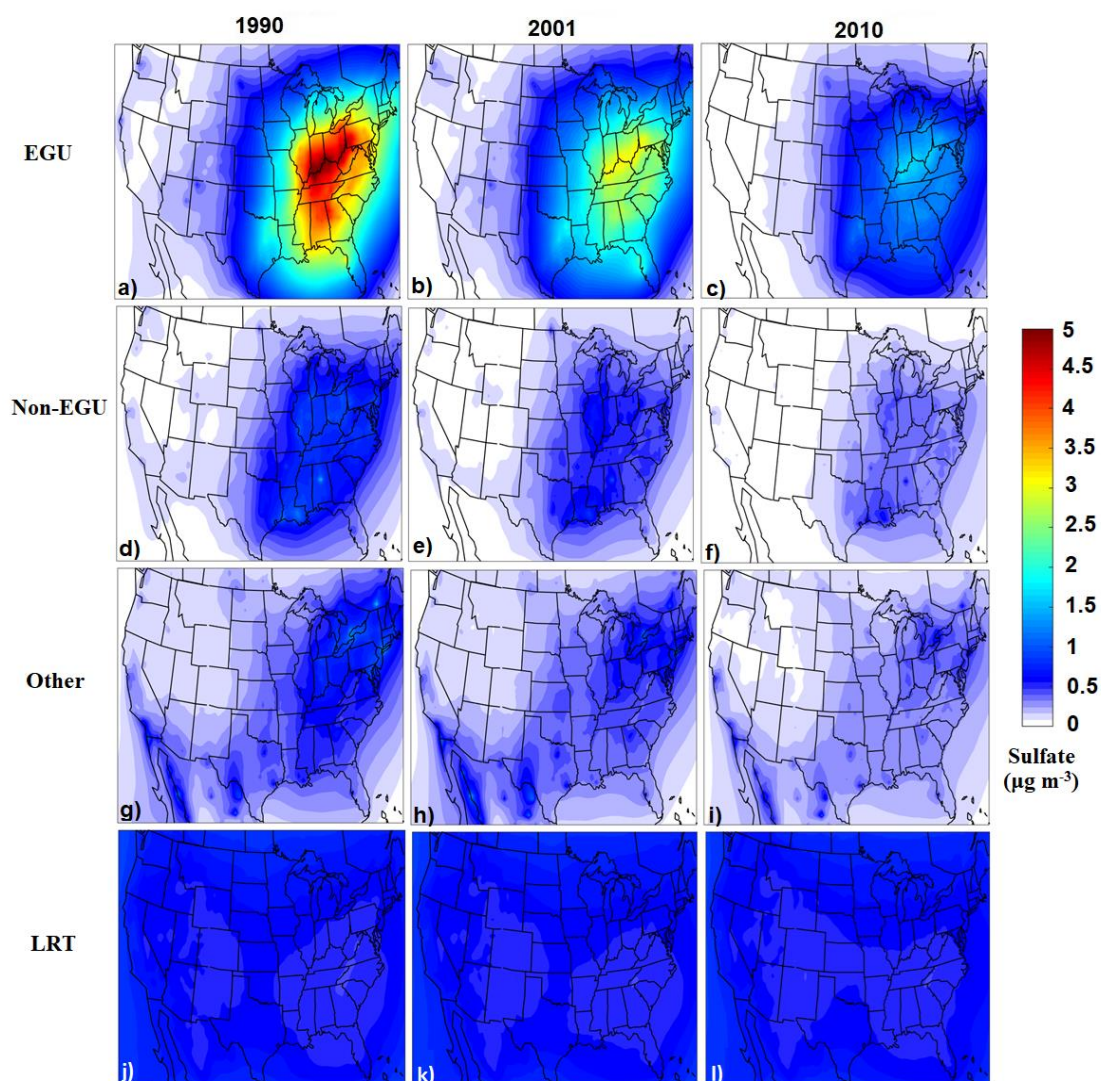 1990 2001 2010
EGU
a) b) c)
Non-EGU
d) e) f)
5
4.5
4
3.5
3
2.5
2
1.5
1
0.5
0
Sulfate
(µg m-3)
Other
g) h) i)
LRT
j) k) l)